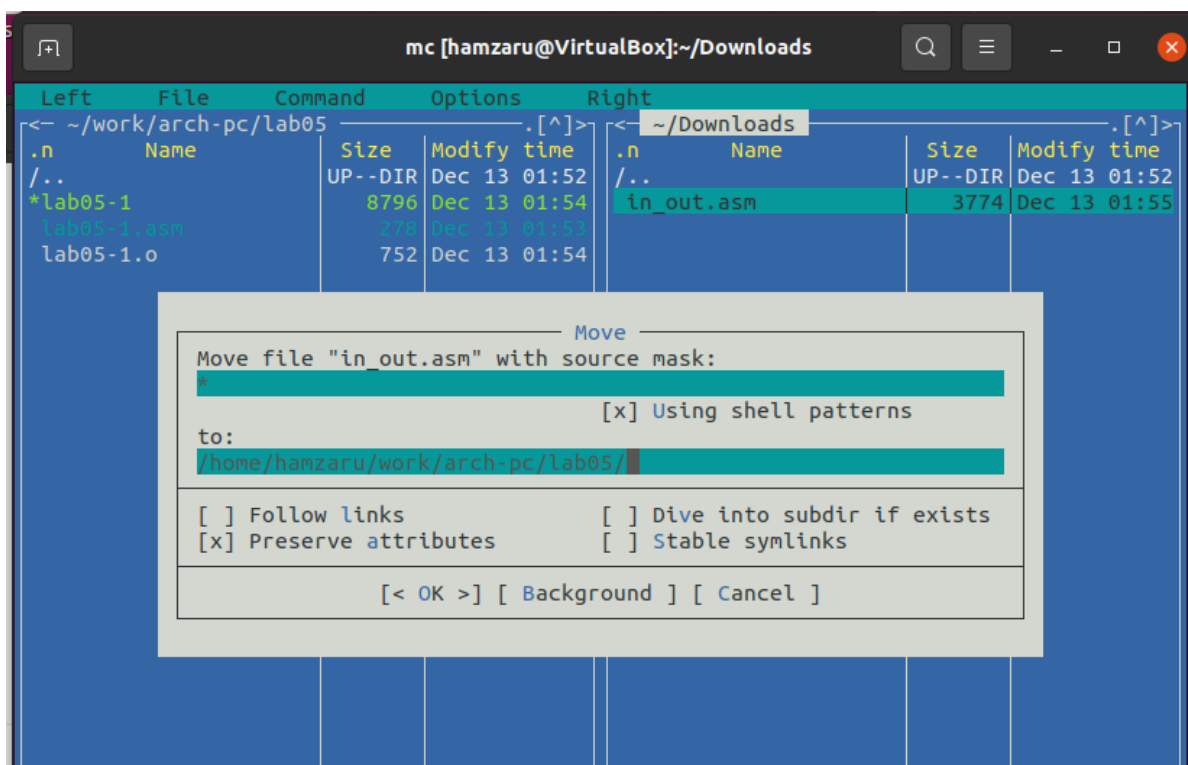 mc [hamzaru@VirtualBox]:~/Downloads
Left File Command Options Right
<- ~/work/arch-pc/lab05 .[^]> <- ~/Downloads .[^]>
.n Name Size Modify time .n Name Size Modify time
/.. UP--DIR Dec 13 01:52 /.. UP--DIR Dec 13 01:52
*lab05-1 8796 Dec 13 01:54 in_out.asm 3774 Dec 13 01:55
lab05-1.asm 278 Dec 13 01:53
lab05-1.o 752 Dec 13 01:54
Move
Move file "in_out.asm" with source mask:
*
[x] Using shell patterns
to:
/home/hamzaru/work/arch-pc/lab05/
[ ] Follow links [ ] Dive into subdir if exists
[x] Preserve attributes [ ] Stable symlinks
[< OK >] [ Background ] [ Cancel ]